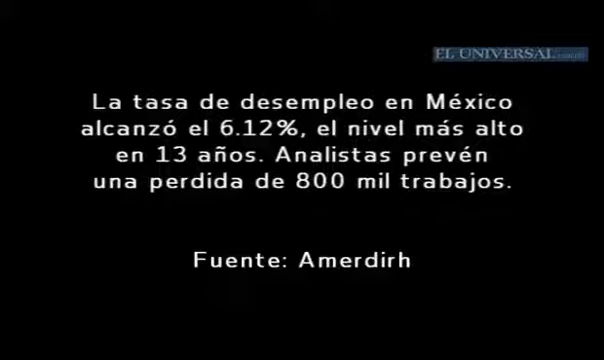 EL UNIVERSAL
La tasa de desempleo en México
alcanzó el 6.12%, el nivel más alto
en 13 años. Analistas prevén
una perdida de 800 mil trabajos.
Fuente: Amerdirh